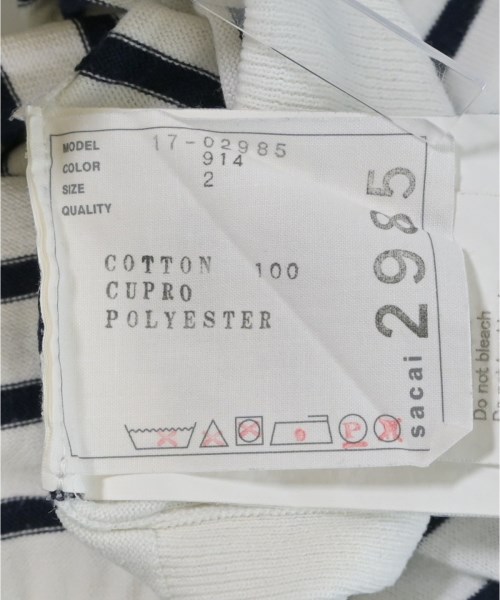 MODEL 17-02985
COLOR 914
SIZE 2
QUALITY
COTTON 100
CUPRO
POLYESTER
P
sacai 2985
Do not bleach